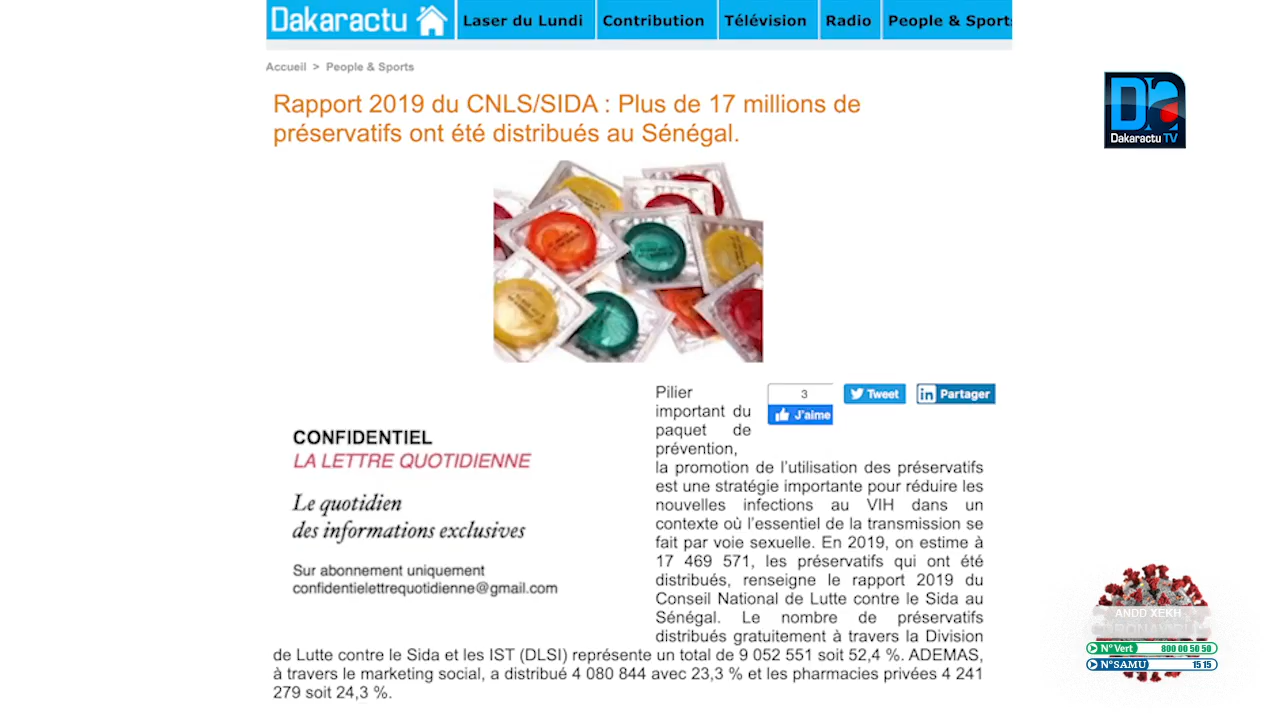 Dakaractu
Laser du Lundi
Contribution
Télévision
Radio
People & Sports
Accueil > People & Sports
Rapport 2019 du CNLS/SIDA : Plus de 17 millions de
préservatifs ont été distribués au Sénégal.
Dakaractu TV
CONFIDENTIEL
LA LETTRE QUOTIDIENNE
Le quotidien
des informations exclusives
Sur abonnement uniquement
confidentielettrequotidienne@gmail.com
3
J'aime
Tweet
Partager
Pilier
important du
paquet de
prévention,
la promotion de l'utilisation des préservatifs
est une stratégie importante pour réduire les
nouvelles infections au VIH dans un
contexte où l'essentiel de la transmission se
fait par voie sexuelle. En 2019, on estime à
17 469 571, les préservatifs qui ont été
distribués, renseigne le rapport 2019 du
Conseil National de Lutte contre le Sida au
Sénégal. Le nombre de préservatifs
distribués gratuitement à travers la Division
de Lutte contre le Sida et les IST (DLSI) représente un total de 9 052 551 soit 52,4 %. ADEMAS,
à travers le marketing social, a distribué 4 080 844 avec 23,3 % et les pharmacies privées 4 241
279 soit 24,3 %.
ANDD XEKH
N°Vert 800 00 50 50
N°SAMU 15 15